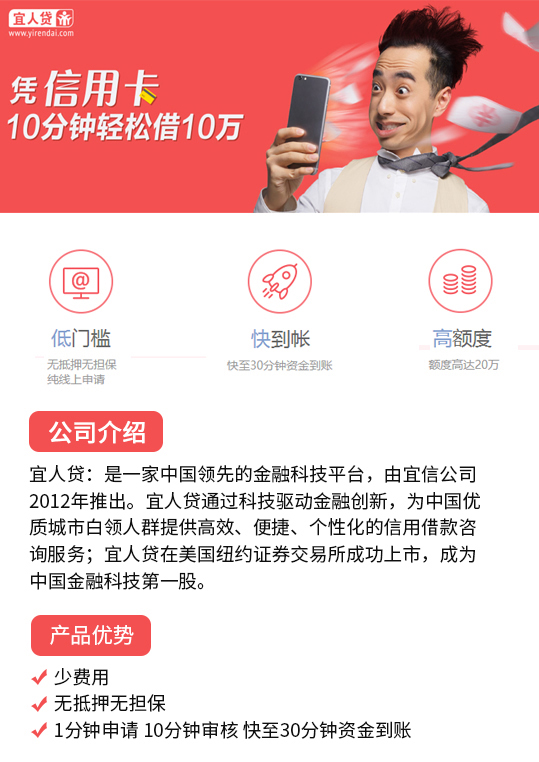 宜人贷
www.yirendai.com
凭信用卡
10分钟轻松借10万
低门槛
无抵押无担保
纯线上申请
快到帐
快至30分钟资金到账
高额度
额度高达20万
公司介绍
宜人贷：是一家中国领先的金融科技平台，由宜信公司
2012年推出。宜人贷通过科技驱动金融创新，为中国优
质城市白领人群提供高效、便捷、个性化的信用借款咨
询服务；宜人贷在美国纽约证券交易所成功上市，成为
中国金融科技第一股。
产品优势
少费用
无抵押无担保
1分钟申请 10分钟审核 快至30分钟资金到账